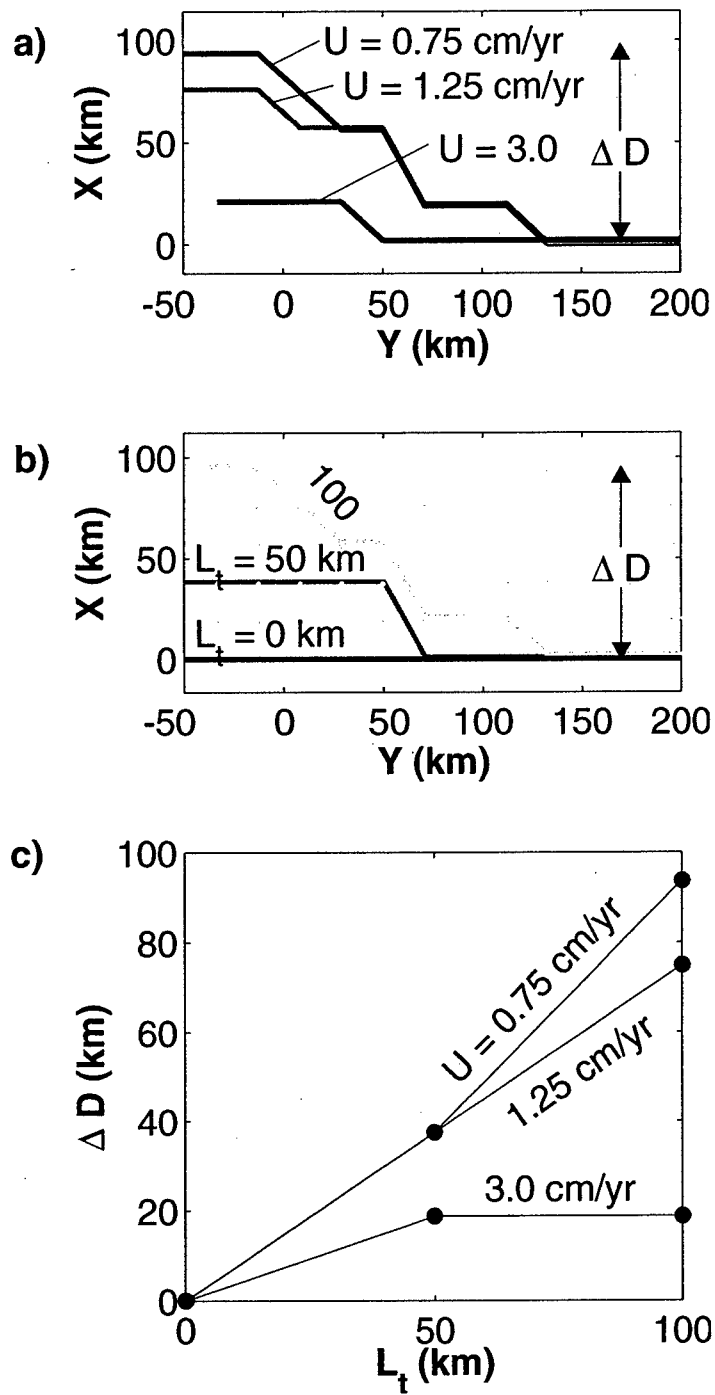 a)
X (km)
100
50
0
U = 0.75 cm/yr
U = 1.25 cm/yr
U = 3.0
Δ D
-50 0 50 100 150 200
Y (km)
b)
X (km)
100
50
0
100
L_t = 50 km
L_t = 0 km
Δ D
-50 0 50 100 150 200
Y (km)
c)
Δ D (km)
100
80
60
40
20
0
U = 0.75 cm/yr
1.25 cm/yr
3.0 cm/yr
0 50 100
L_t (km)